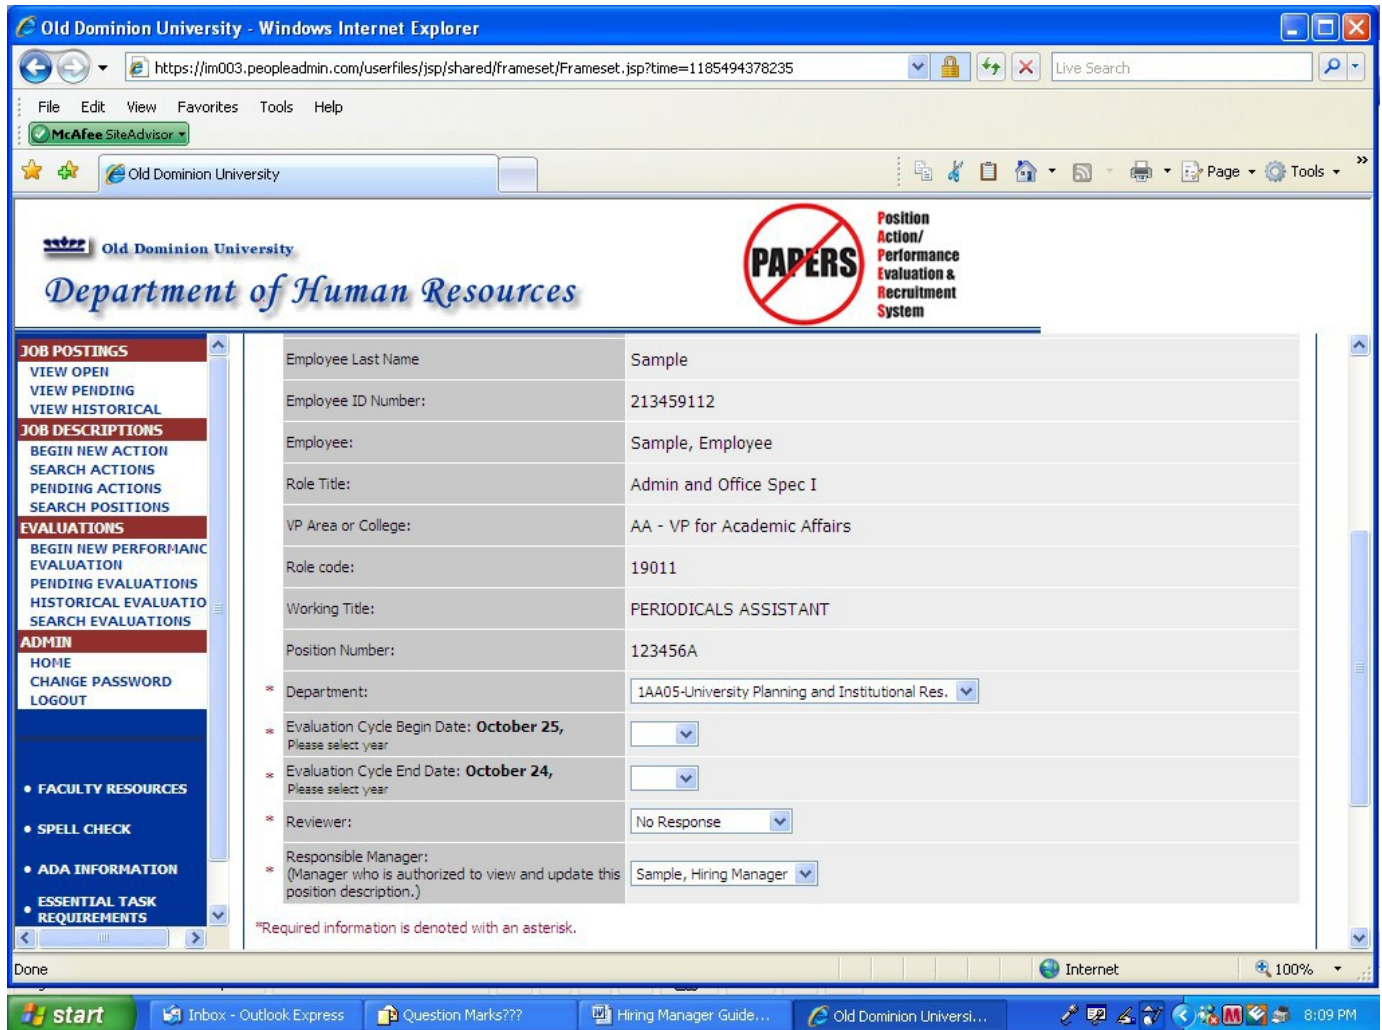 Old Dominion University - Windows Internet Explorer
https://im003.peopleadmin.com/userfiles/jsp/shared/frameset/Frameset.jsp?time=1185494378235
Live Search
File Edit View Favorites Tools Help
McAfee SiteAdvisor
Old Dominion University
Page Tools »
Old Dominion University
Department of Human Resources
PAPERS
Position
Action/
Performance
Evaluation &
Recruitment
System
JOB POSTINGS
VIEW OPEN
VIEW PENDING
VIEW HISTORICAL
JOB DESCRIPTIONS
BEGIN NEW ACTION
SEARCH ACTIONS
PENDING ACTIONS
SEARCH POSITIONS
EVALUATIONS
BEGIN NEW PERFORMANC
EVALUATION
PENDING EVALUATIONS
HISTORICAL EVALUATIO
SEARCH EVALUATIONS
ADMIN
HOME
CHANGE PASSWORD
LOGOUT
• FACULTY RESOURCES
• SPELL CHECK
• ADA INFORMATION
• ESSENTIAL TASK
REQUIREMENTS
Employee Last Name Sample
Employee ID Number: 213459112
Employee: Sample, Employee
Role Title: Admin and Office Spec I
VP Area or College: AA - VP for Academic Affairs
Role code: 19011
Working Title: PERIODICALS ASSISTANT
Position Number: 123456A
* Department: 1AA05-University Planning and Institutional Res.
* Evaluation Cycle Begin Date: October 25,
Please select year
* Evaluation Cycle End Date: October 24,
Please select year
* Reviewer: No Response
Responsible Manager:
* (Manager who is authorized to view and update this Sample, Hiring Manager
position description.)
*Required information is denoted with an asterisk.
Done Internet 100%
start Inbox - Outlook Express Question Marks??? Hiring Manager Guide... Old Dominion Universi... 8:09 PM